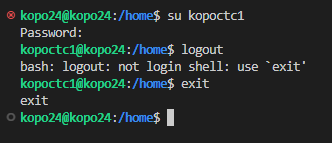 kopo24@kopo24:/home$ su kopoctc1
Password:
kopoctc1@kopo24:/home$ logout
bash: logout: not login shell: use `exit'
kopoctc1@kopo24:/home$ exit
exit
kopo24@kopo24:/home$